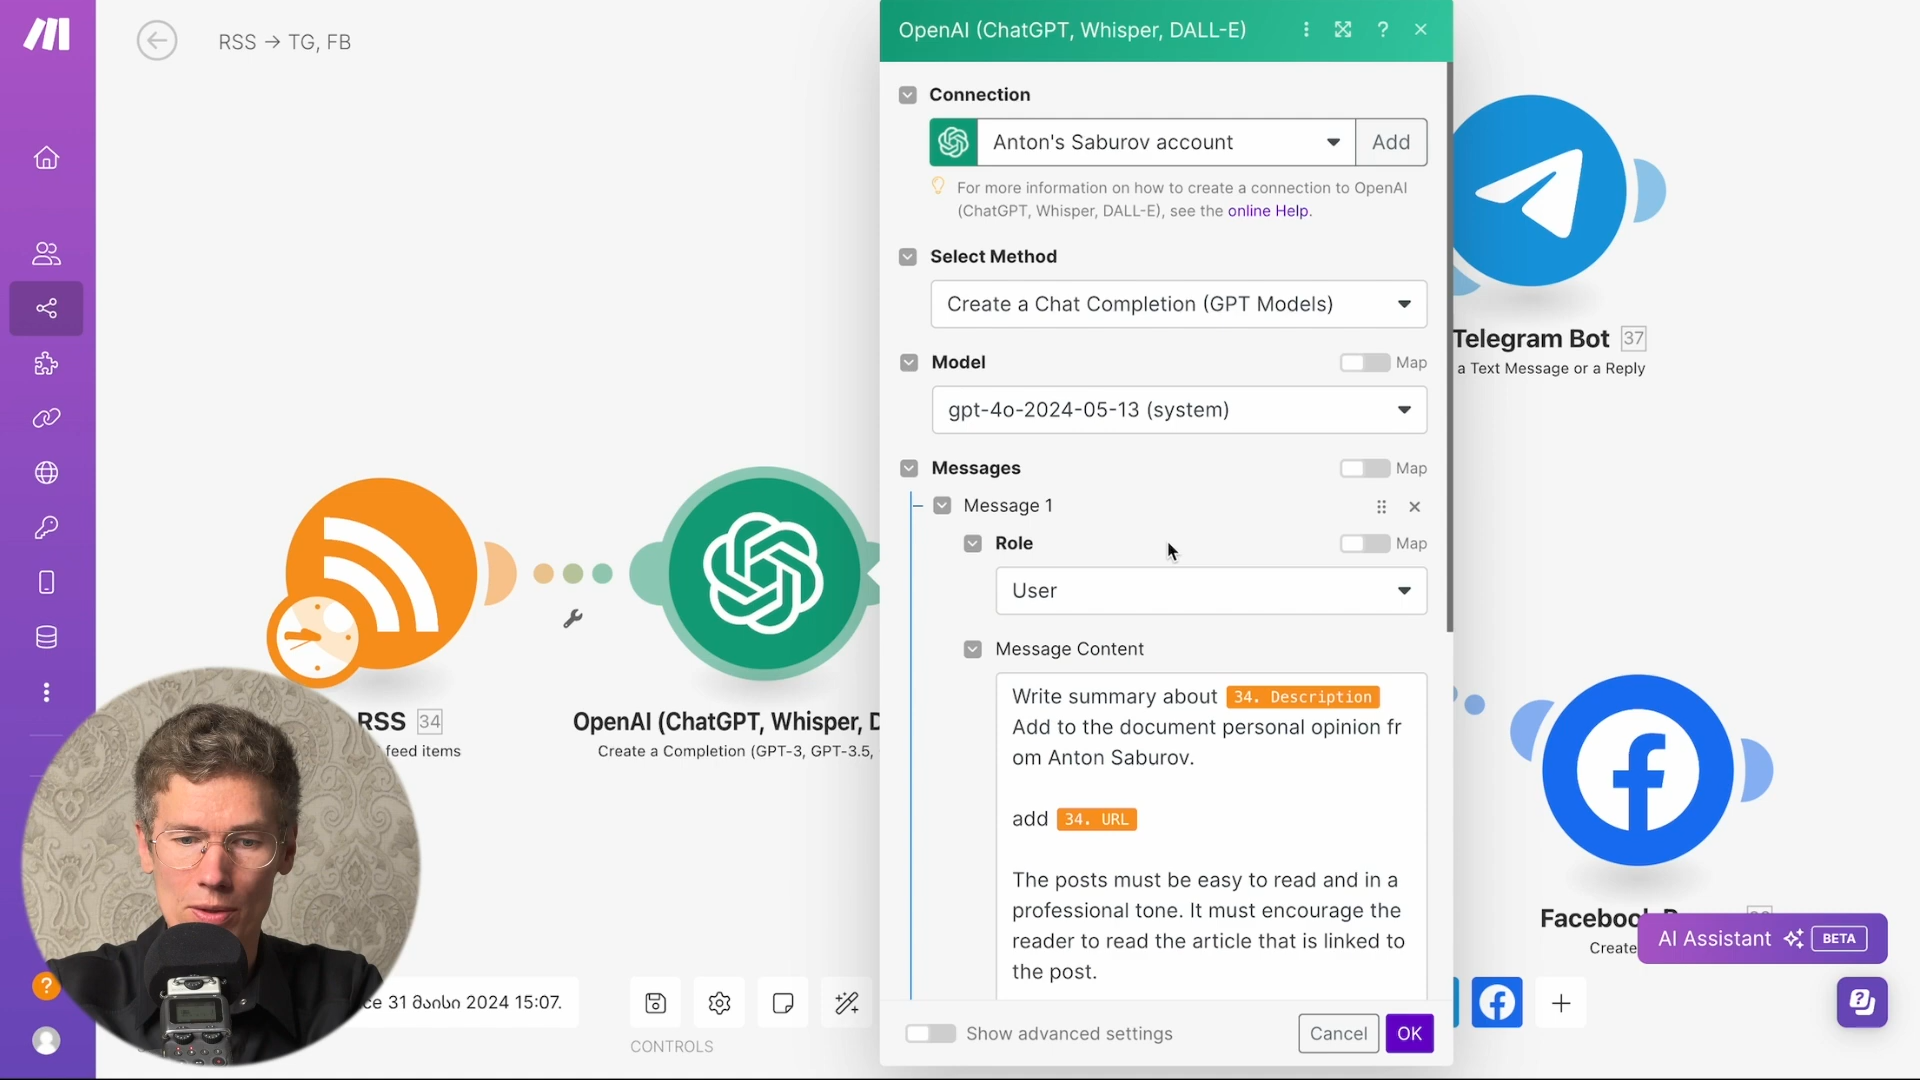 RSS → TG, FB
OpenAI (ChatGPT, Whisper, DALL-E)
?
Connection
Anton's Saburov account
Add
For more information on how to create a connection to OpenAI
(ChatGPT, Whisper, DALL-E), see the online Help.
Select Method
Create a Chat Completion (GPT Models)
Model
Map
gpt-4o-2024-05-13 (system)
Messages
Map
Message 1
Role
Map
User
Message Content
Write summary about 34. Description
Add to the document personal opinion fr
om Anton Saburov.
add 34. URL
The posts must be easy to read and in a
professional tone. It must encourage the
reader to read the article that is linked to
the post.
Show advanced settings
Cancel
OK
RSS 34
feed items
OpenAI (ChatGPT, Whisper, D
Create a Completion (GPT-3, GPT-3.5,
Telegram Bot 37
a Text Message or a Reply
Facebook
Create
AI Assistant BETA
?
ce 31 მაისი 2024 15:07.
CONTROLS